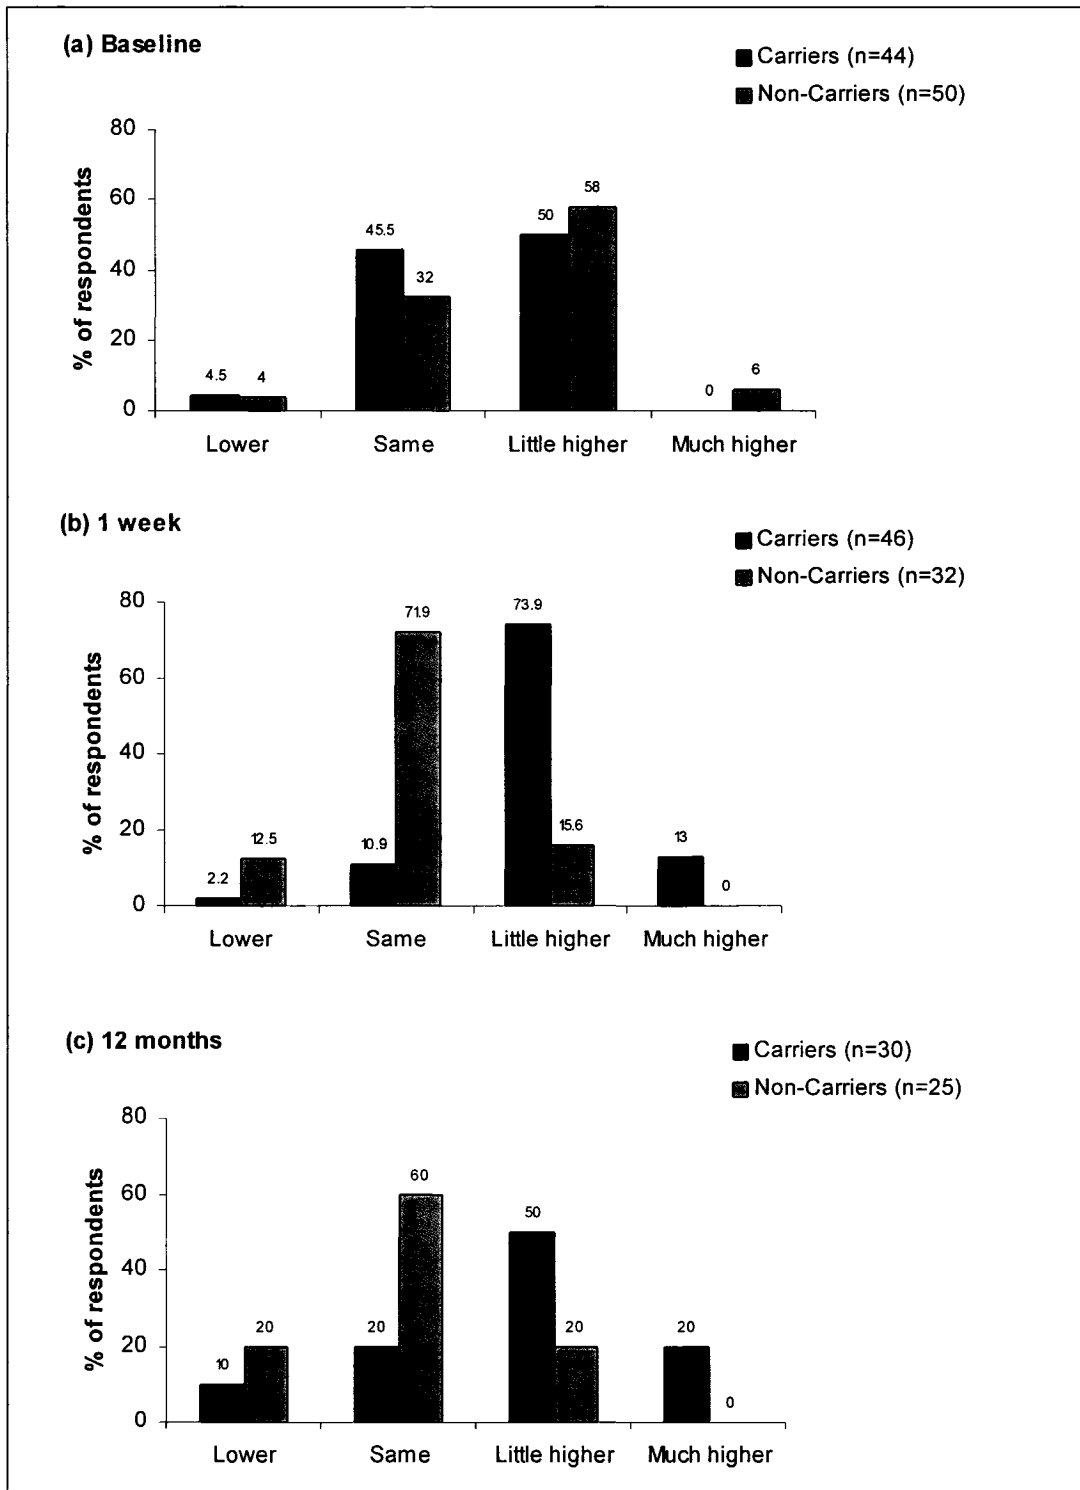 (a) Baseline
Carriers (n=44)
Non-Carriers (n=50)
% of respondents
80
60
40
20
0
4.5
4
45.5
32
50
58
0
6
Lower Same Little higher Much higher
(b) 1 week
Carriers (n=46)
Non-Carriers (n=32)
% of respondents
80
60
40
20
0
2.2
12.5
10.9
71.9
73.9
15.6
13
0
Lower Same Little higher Much higher
(c) 12 months
Carriers (n=30)
Non-Carriers (n=25)
% of respondents
80
60
40
20
0
10
20
20
60
50
20
20
0
Lower Same Little higher Much higher